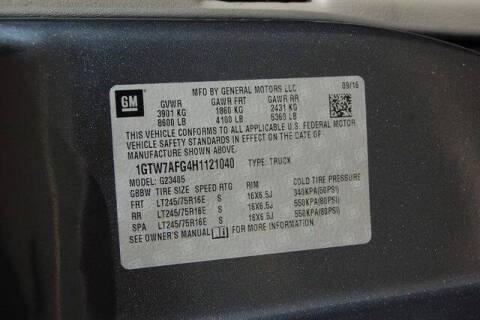 MFD BY GENERAL MOTORS LLC 09/16
GM GVWR GAWR FRT GAWR RR
3901 KG 1860 KG 2431 KG
8600 LB 4100 LB 5360 LB
THIS VEHICLE CONFORMS TO ALL APPLICABLE U.S. FEDERAL MOTOR
VEHICLE SAFETY STANDARDS IN EFFECT ON THE DATE OF
MANUFACTURE SHOWN ABOVE.
1GTW7AFG4H1121040 TYPE: TRUCK
MODEL: G23405
GBBW TIRE SIZE SPEED RTG RIM COLD TIRE PRESSURE
FRT LT245/75R16E S 16X6.5J 340KPA(50PSI)
RR LT245/75R16E S 16X6.5J 550KPA(80PSI)
SPA LT245/75R16E S 16X6.5J 550KPA(80PSI)
SEE OWNER'S MANUAL FOR ADDITIONAL INFORMATION.